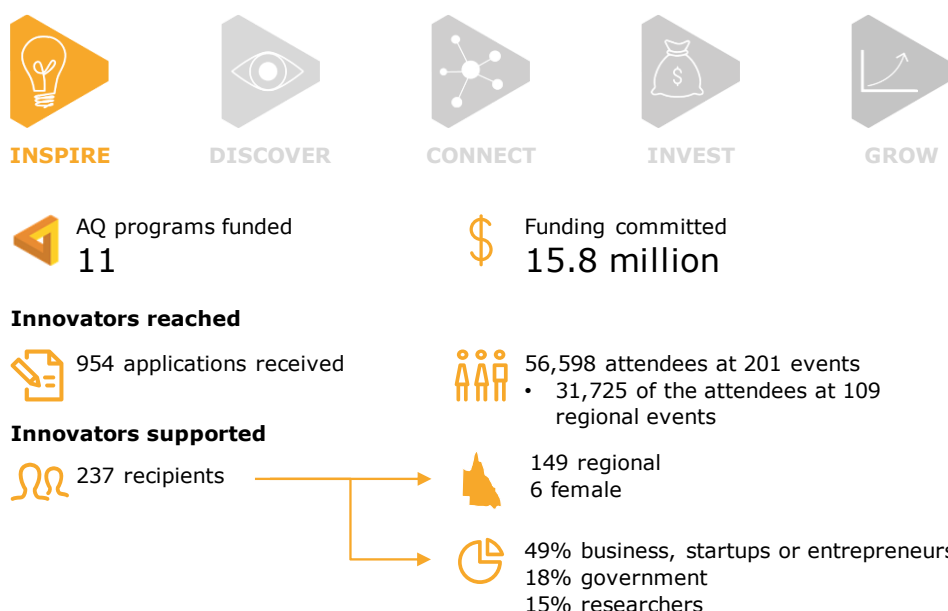 INSPIRE
DISCOVER
CONNECT
INVEST
GROW
AQ programs funded
11
$
Funding committed
15.8 million
Innovators reached
954 applications received
56,598 attendees at 201 events
• 31,725 of the attendees at 109
regional events
Innovators supported
237 recipients
149 regional
6 female
49% business, startups or entrepreneurs
18% government
15% researchers